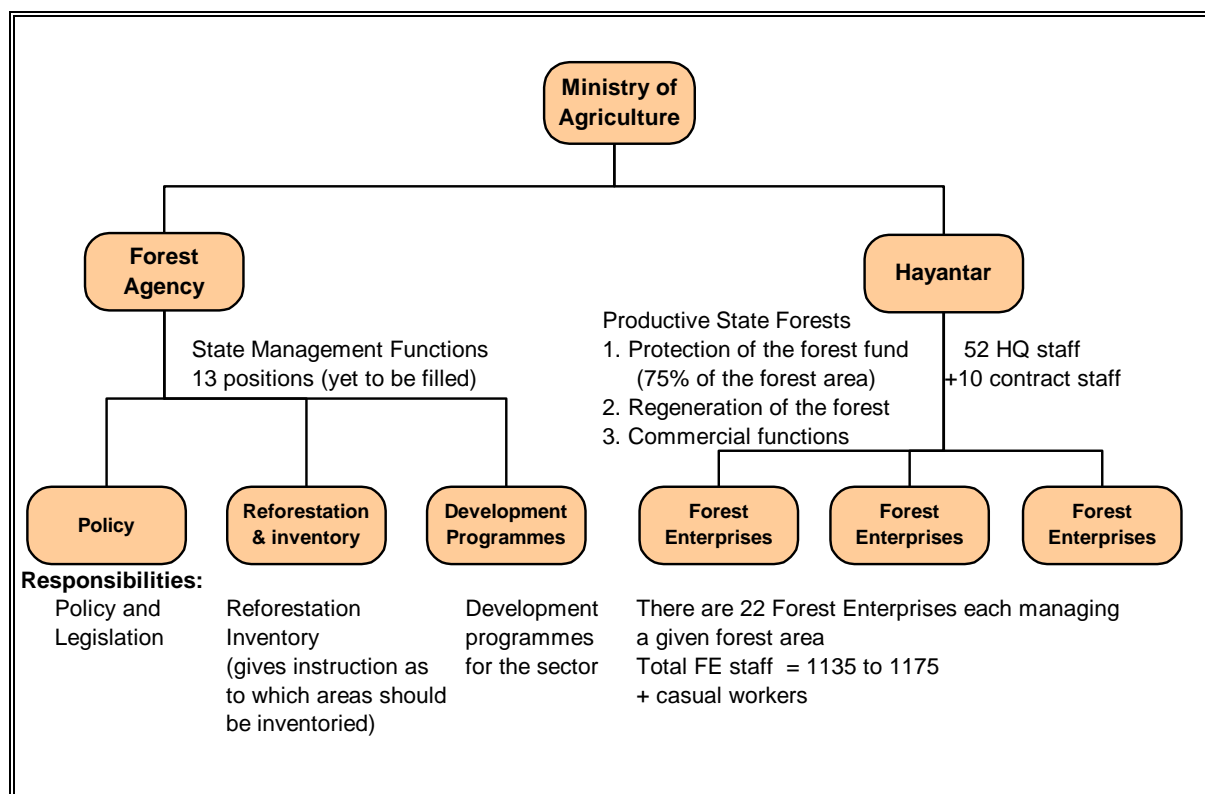 Ministry of
Agriculture
Forest
Agency
Hayantar
State Management Functions
13 positions (yet to be filled)
Productive State Forests
1. Protection of the forest fund
(75% of the forest area)
2. Regeneration of the forest
3. Commercial functions
52 HQ staff
+10 contract staff
Policy
Reforestation
& inventory
Development
Programmes
Forest
Enterprises
Forest
Enterprises
Forest
Enterprises
Responsibilities:
Policy and
Legislation
Reforestation
Inventory
(gives instruction as
to which areas should
be inventoried)
Development
programmes
for the sector
There are 22 Forest Enterprises each managing
a given forest area
Total FE staff = 1135 to 1175
+ casual workers